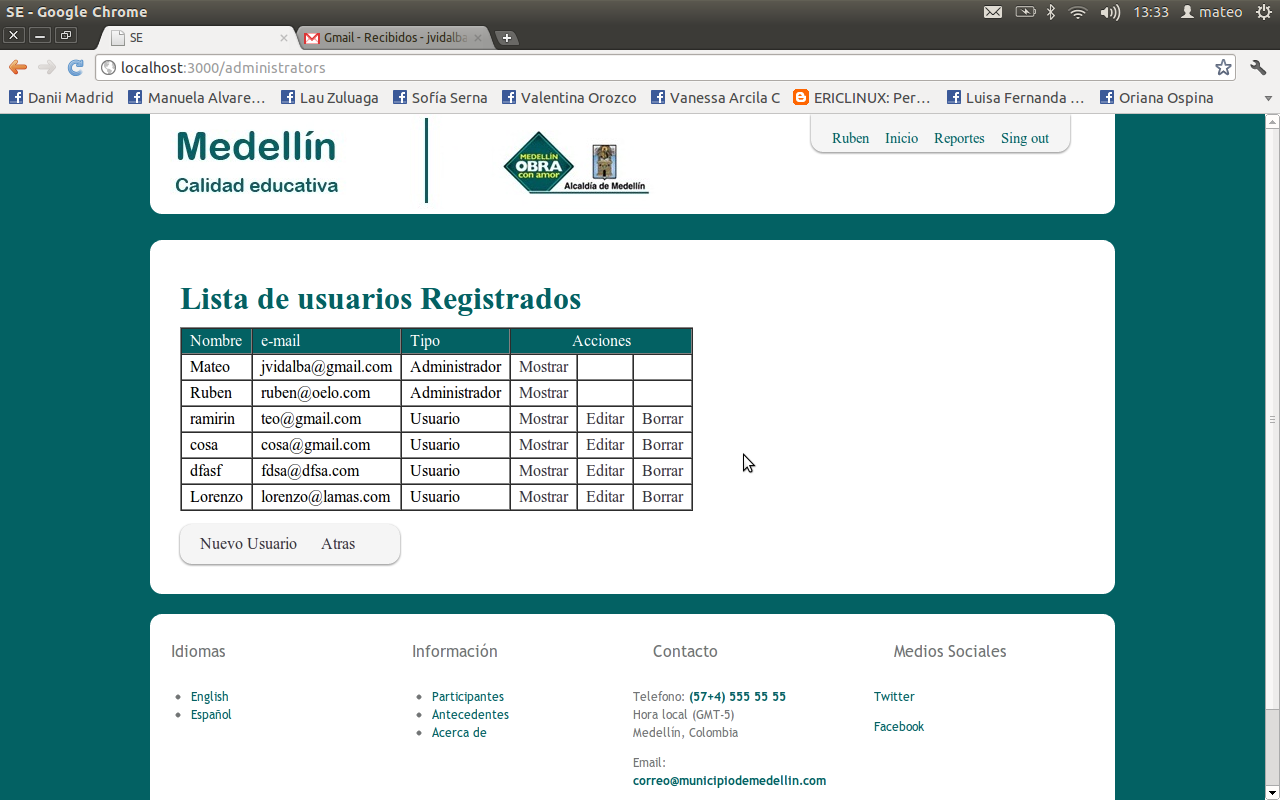 SE - Google Chrome
13:33 mateo
SE
Gmail - Recibidos - jvidalba
localhost:3000/administrators
Danii Madrid Manuela Alvare... Lau Zuluaga Sofía Serna Valentina Orozco Vanessa Arcila C ERICLINUX: Per... Luisa Fernanda ... Oriana Ospina
Medellín
Calidad educativa
MEDELLÍN
OBRA
con amor
Alcaldía de Medellín
Ruben Inicio Reportes Sing out
Lista de usuarios Registrados
Nombre e-mail Tipo Acciones
Mateo jvidalba@gmail.com Administrador Mostrar
Ruben ruben@oelo.com Administrador Mostrar
ramirin teo@gmail.com Usuario Mostrar Editar Borrar
cosa cosa@gmail.com Usuario Mostrar Editar Borrar
dfasf fdsa@dfsa.com Usuario Mostrar Editar Borrar
Lorenzo lorenzo@lamas.com Usuario Mostrar Editar Borrar
Nuevo Usuario Atras
Idiomas
English
Español
Información
Participantes
Antecedentes
Acerca de
Contacto
Telefono: (57+4) 555 55 55
Hora local (GMT-5)
Medellín, Colombia
Email:
correo@municipiodemedellin.com
Medios Sociales
Twitter
Facebook